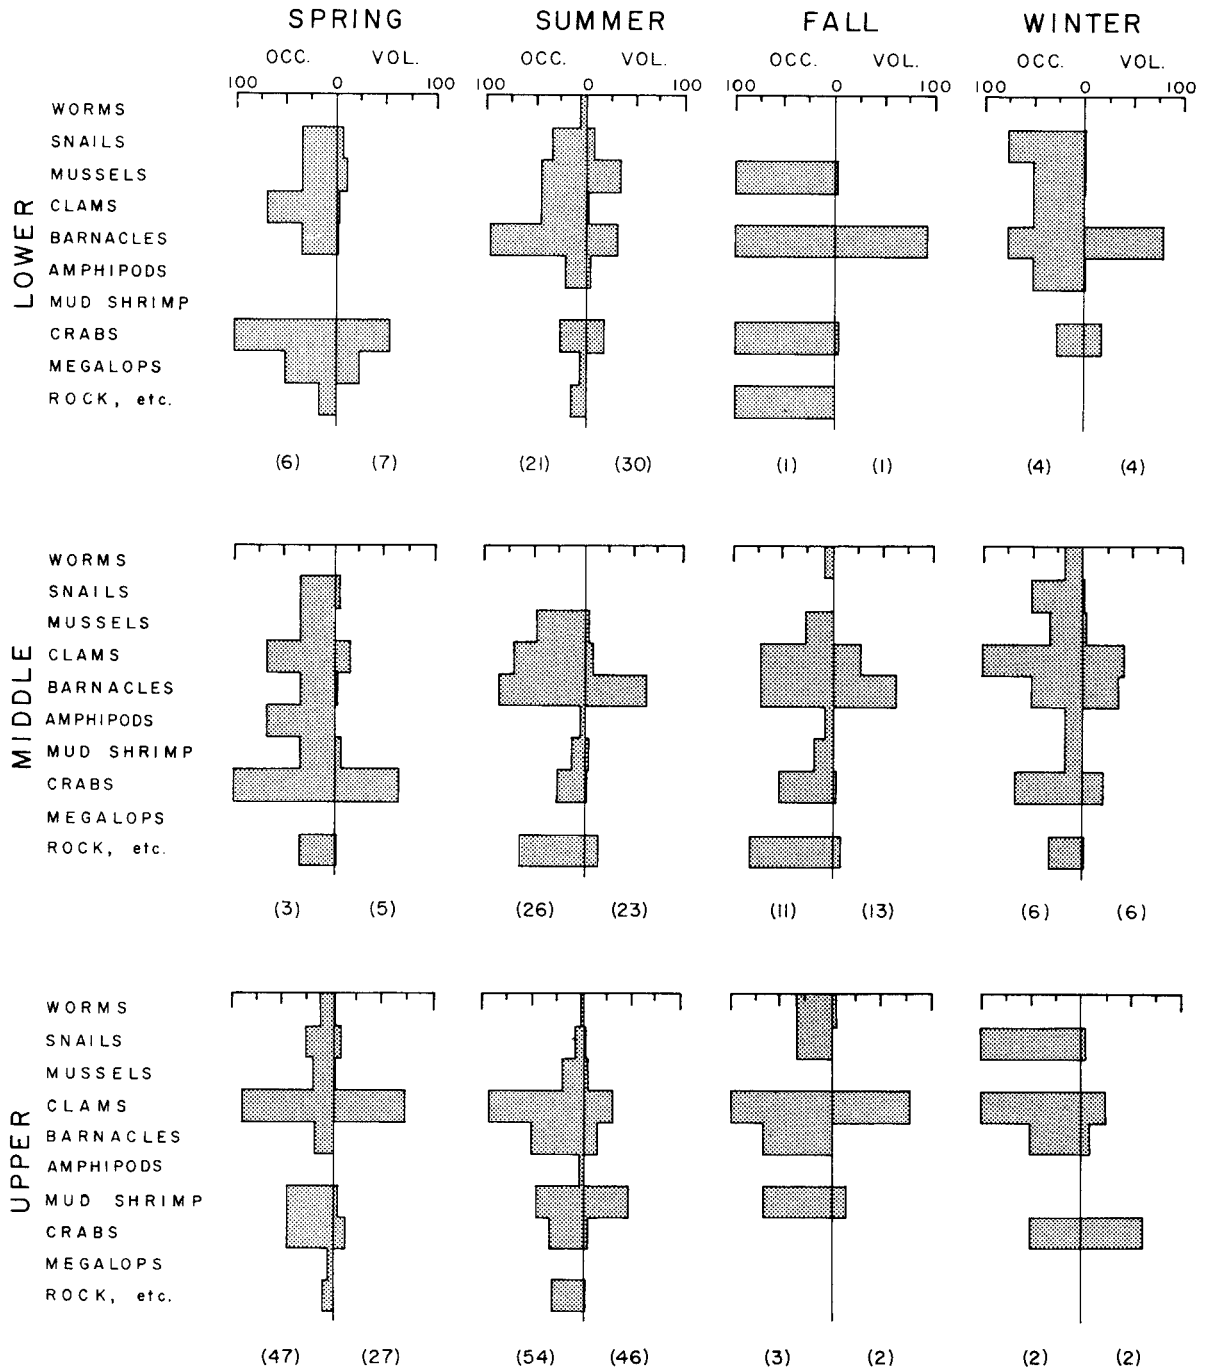 SPRING SUMMER FALL WINTER
OCC. VOL. OCC. VOL. OCC. VOL. OCC. VOL.
100 0 100 100 0 100 100 0 100 100 0 100
LOWER
WORMS
SNAILS
MUSSELS
CLAMS
BARNACLES
AMPHIPODS
MUD SHRIMP
CRABS
MEGALOPS
ROCK, etc.
(6) (7) (21) (30) (1) (1) (4) (4)
MIDDLE
WORMS
SNAILS
MUSSELS
CLAMS
BARNACLES
AMPHIPODS
MUD SHRIMP
CRABS
MEGALOPS
ROCK, etc.
(3) (5) (26) (23) (11) (13) (6) (6)
UPPER
WORMS
SNAILS
MUSSELS
CLAMS
BARNACLES
AMPHIPODS
MUD SHRIMP
CRABS
MEGALOPS
ROCK, etc.
(47) (27) (54) (46) (3) (2) (2) (2)